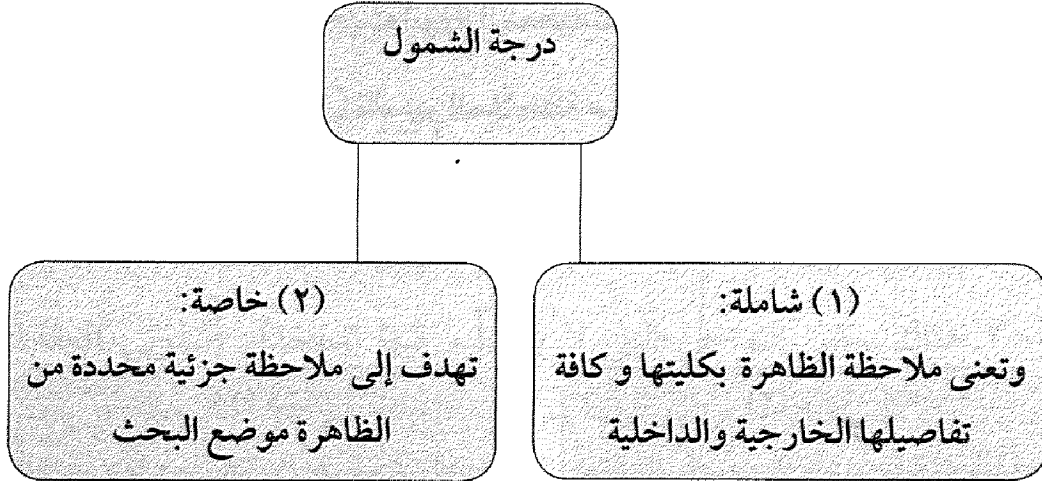 درجة الشمول
(١) شاملة:
وتعنى ملاحظة الظاهرة بكليتها و كافة
تفاصيلها الخارجية والداخلية
(٢) خاصة:
تهدف إلى ملاحظة جزئية محددة من
الظاهرة موضع البحث